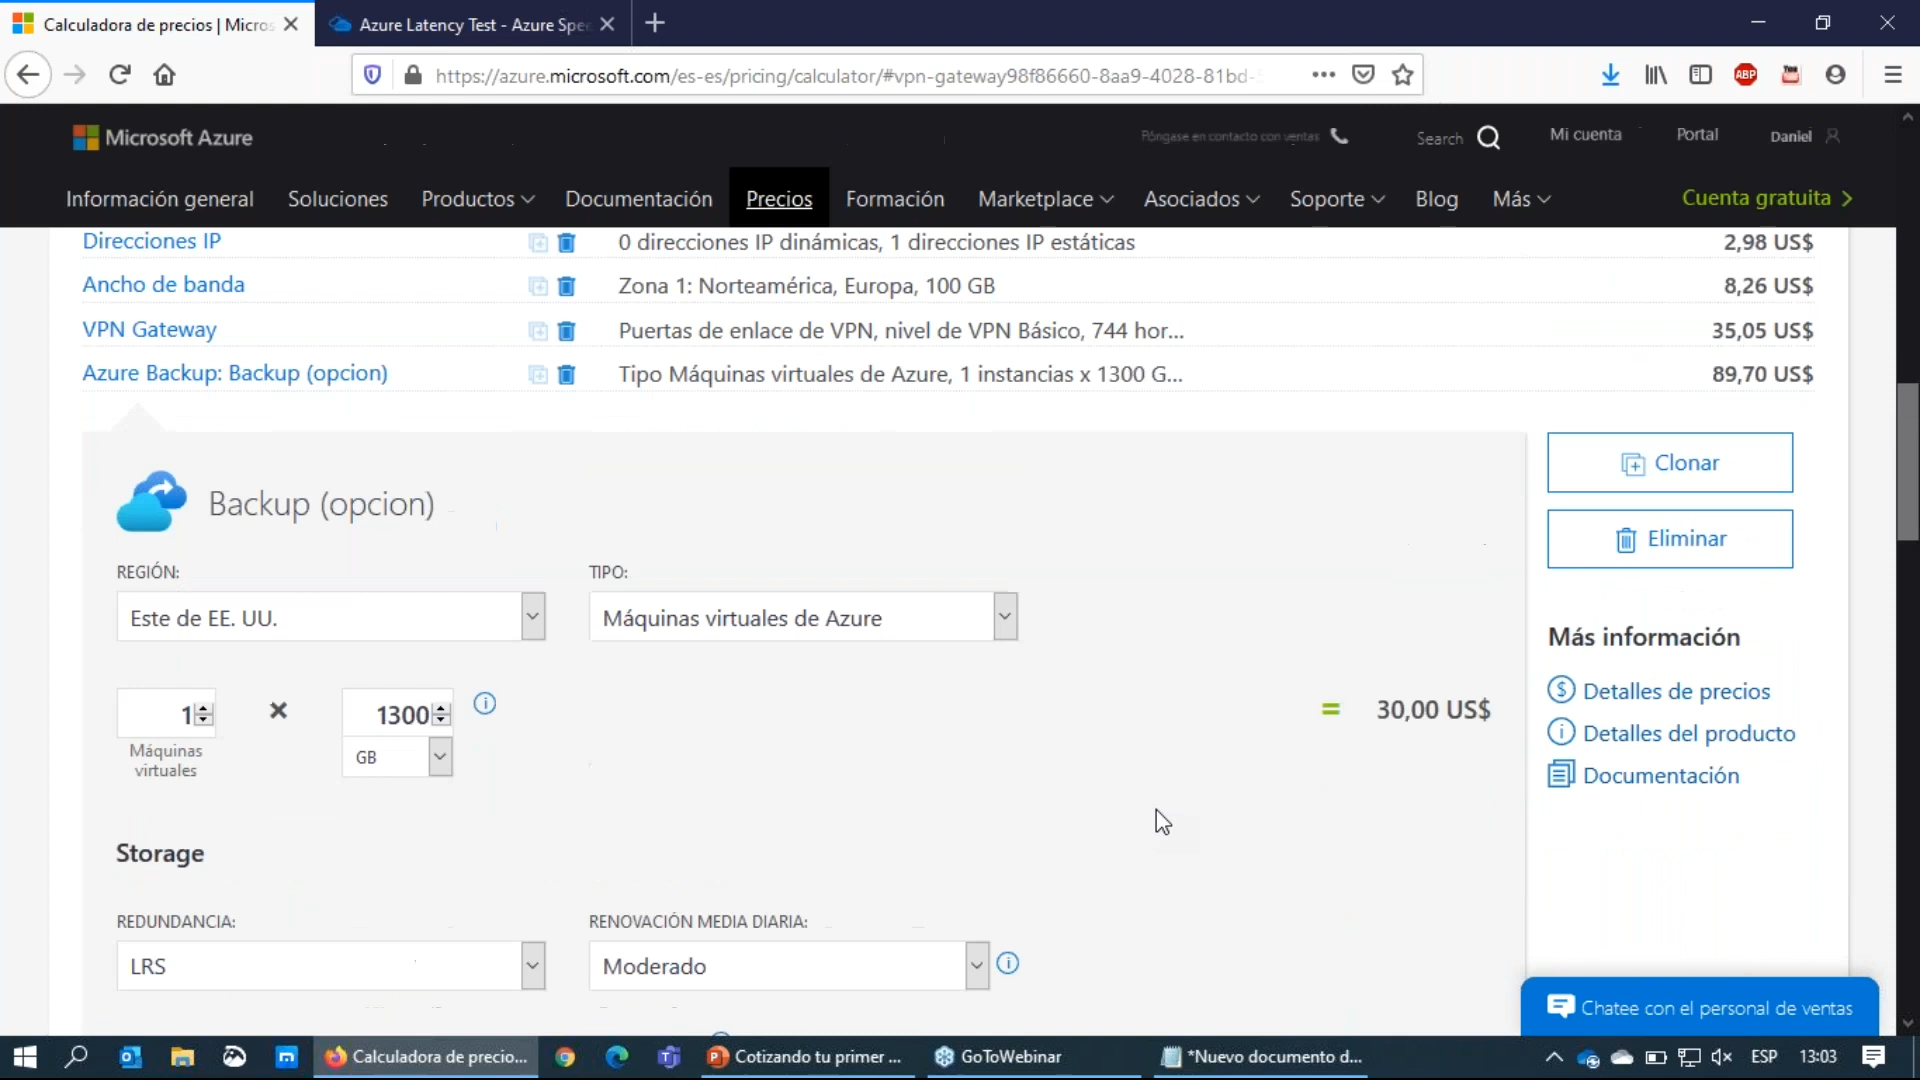 Calculadora de precios | Micros
Azure Latency Test - Azure Spe
https://azure.microsoft.com/es-es/pricing/calculator/#vpn-gateway98f86660-8aa9-4028-81bd-
ABP
Microsoft Azure
Póngase en contacto con ventas
Search
Mi cuenta
Portal
Daniel
Información general
Soluciones
Productos
Documentación
Precios
Formación
Marketplace
Asociados
Soporte
Blog
Más
Cuenta gratuita
Direcciones IP
0 direcciones IP dinámicas, 1 direcciones IP estáticas
2,98 US$
Ancho de banda
Zona 1: Norteamérica, Europa, 100 GB
8,26 US$
VPN Gateway
Puertas de enlace de VPN, nivel de VPN Básico, 744 hor...
35,05 US$
Azure Backup: Backup (opcion)
Tipo Máquinas virtuales de Azure, 1 instancias x 1300 G...
89,70 US$
Clonar
Eliminar
Backup (opcion)
REGIÓN:
TIPO:
Este de EE. UU.
Máquinas virtuales de Azure
Más información
Detalles de precios
Detalles del producto
Documentación
1
1300
= 30,00 US$
Máquinas
virtuales
GB
Storage
REDUNDANCIA:
RENOVACIÓN MEDIA DIARIA:
LRS
Moderado
Chatee con el personal de ventas
Calculadora de precio...
Cotizando tu primer ...
GoToWebinar
*Nuevo documento d...
ESP
13:03